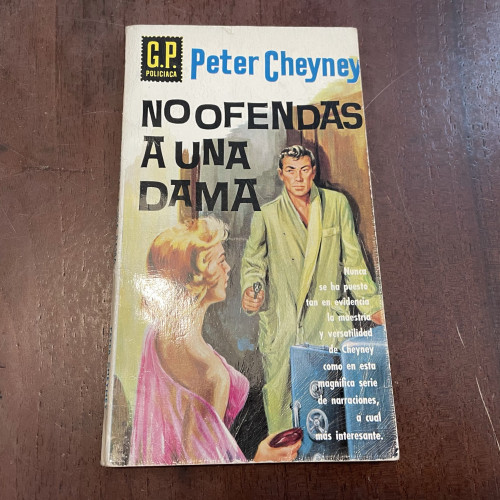 G.P.
POLICIACA
Peter Cheyney
NO OFENDAS
A UNA
DAMA
Nunca
se ha puesto
tan en evidencia
la maestría
y versatilidad
de Cheyney
como en esta
magnífica serie
de narraciones,
a cual
más interesante.